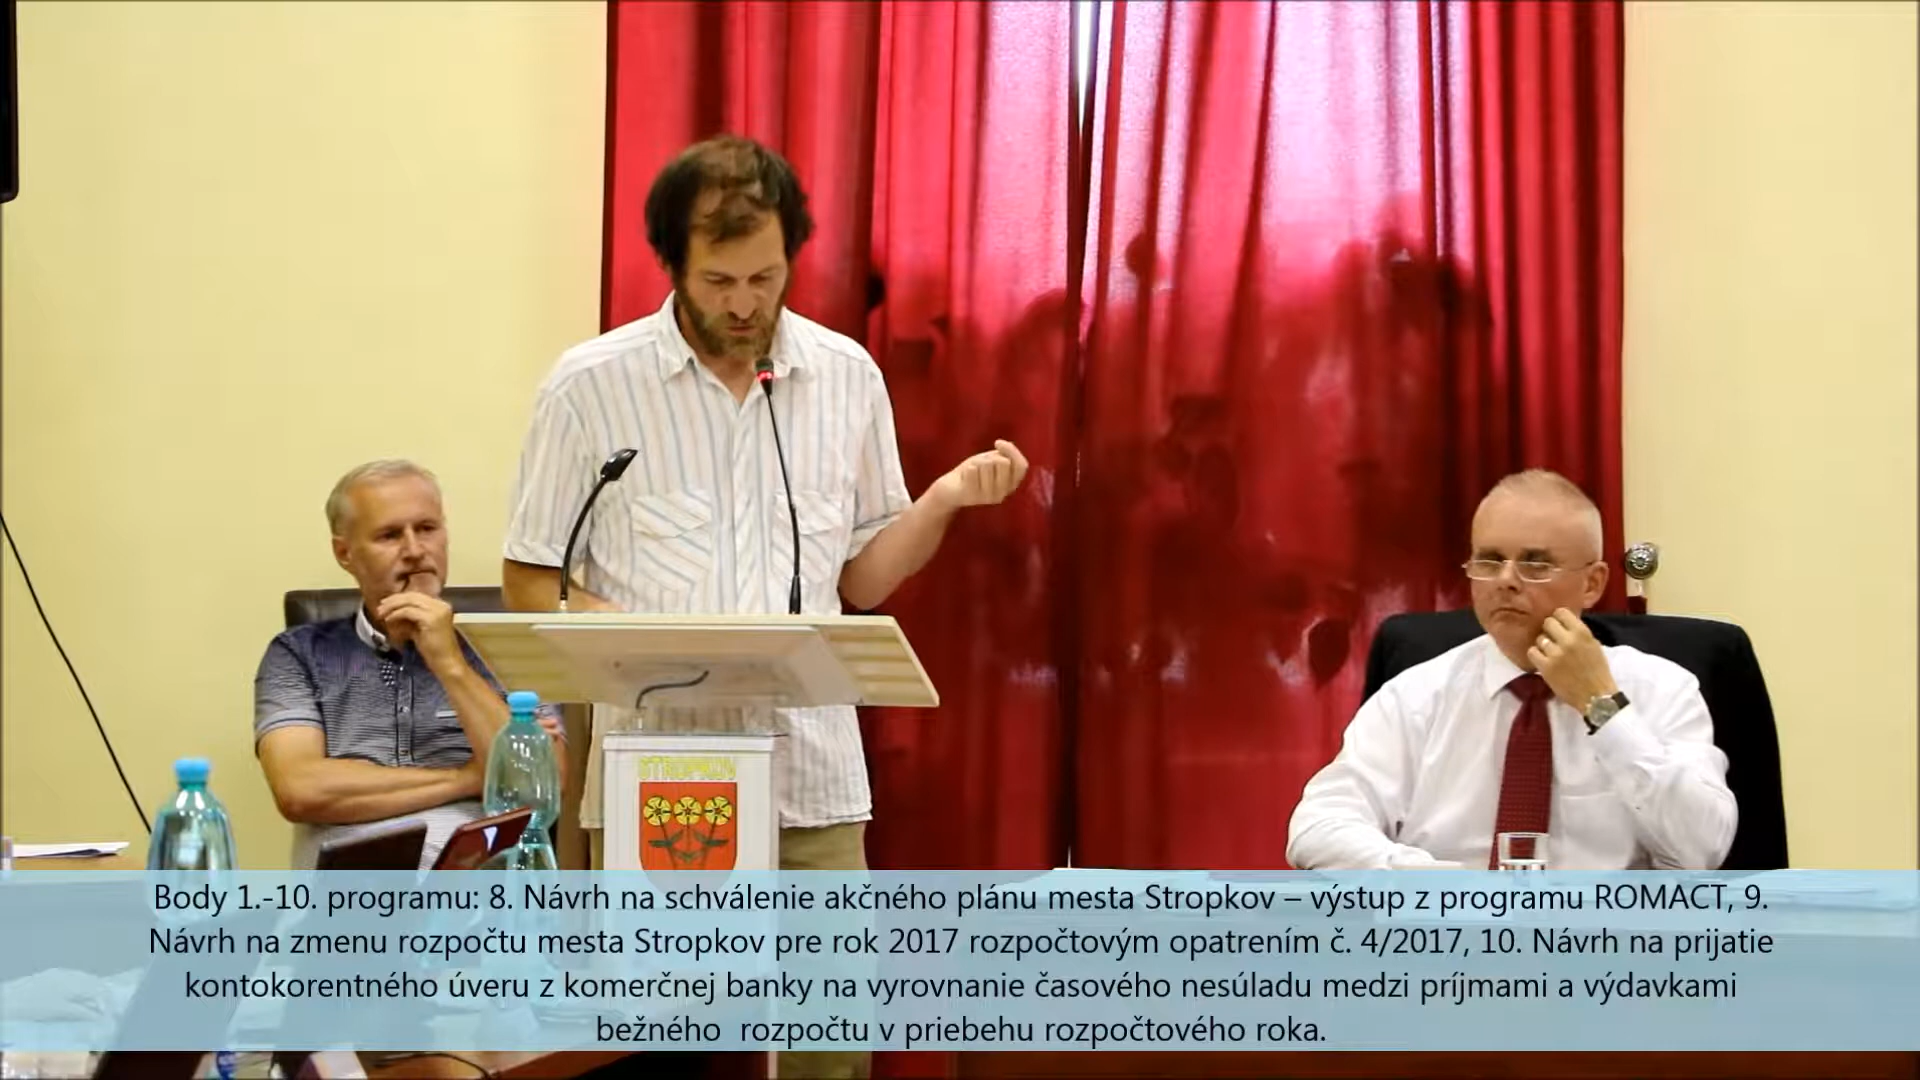 STROPKOV
Body 1.-10. programu: 8. Návrh na schválenie akčného plánu mesta Stropkov – výstup z programu ROMACT, 9.
Návrh na zmenu rozpočtu mesta Stropkov pre rok 2017 rozpočtovým opatrením č. 4/2017, 10. Návrh na prijatie
kontokorentného úveru z komerčnej banky na vyrovnanie časového nesúladu medzi príjmami a výdavkami
bežného  rozpočtu v priebehu rozpočtového roka.